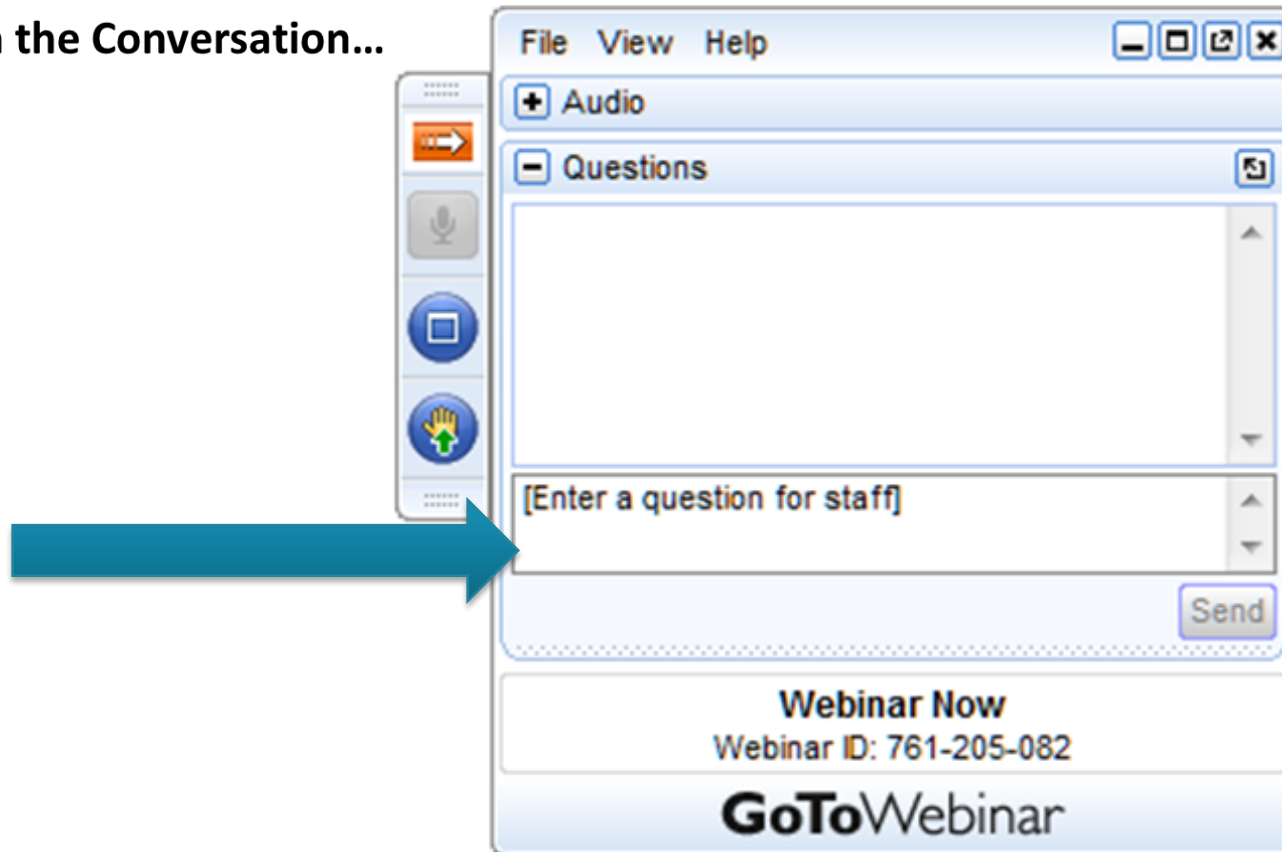 the Conversation...
File View Help
Audio
Questions
[Enter a question for staff]
Send
Webinar Now
Webinar ID: 761-205-082
GoToWebinar